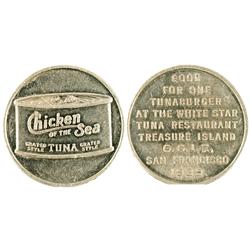 Chicken
OF THE Sea
GRATED STYLE TUNA GRATED STYLE
GOOD
FOR ONE
TUNABURGER
AT THE WHITE STAR
TUNA RESTAURANT
TREASURE ISLAND
G.G.I.E.
SAN FRANCISCO
1939